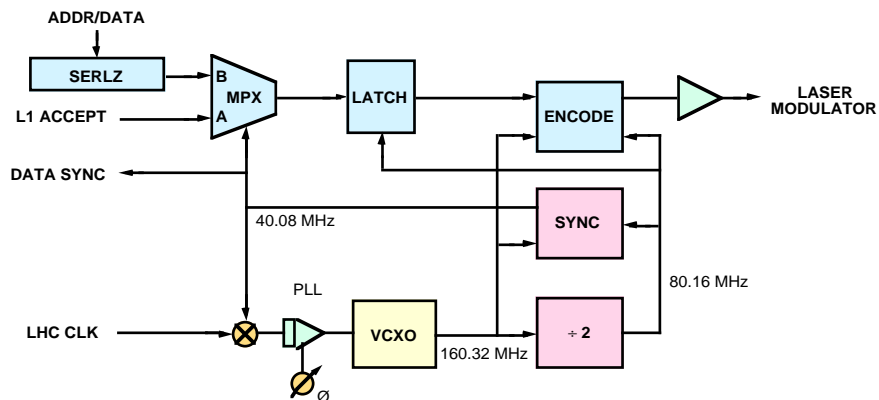 ADDR/DATA
SERLZ
B
MPX
A
L1 ACCEPT
LATCH
ENCODE
LASER
MODULATOR
DATA SYNC
40.08 MHz
SYNC
80.16 MHz
PLL
LHC CLK
VCXO
160.32 MHz
÷ 2
Ø